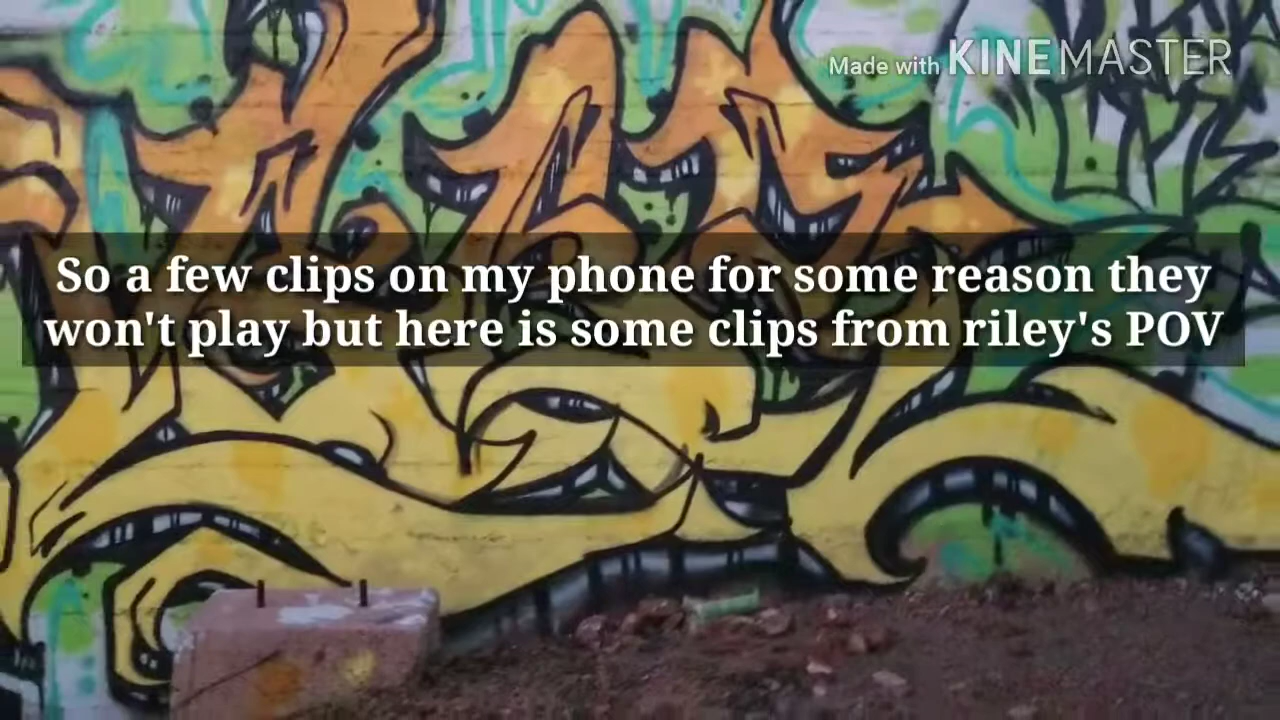 Made with KINEMASTER
So a few clips on my phone for some reason they
won't play but here is some clips from riley's POV